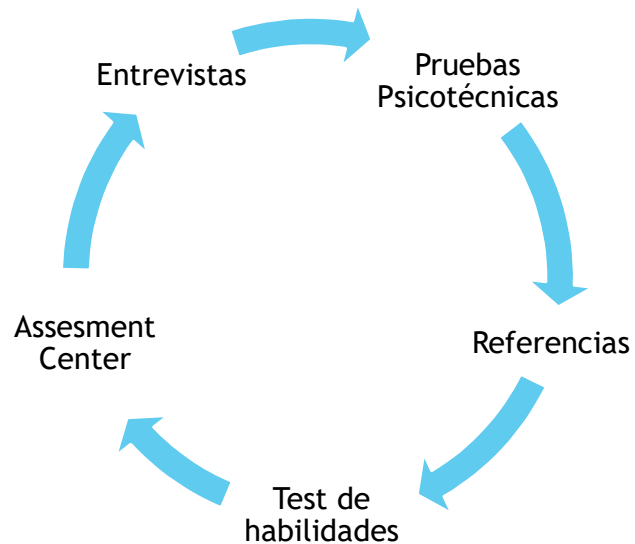 Entrevistas
Pruebas
Psicotécnicas
Referencias
Test de
habilidades
Assesment
Center